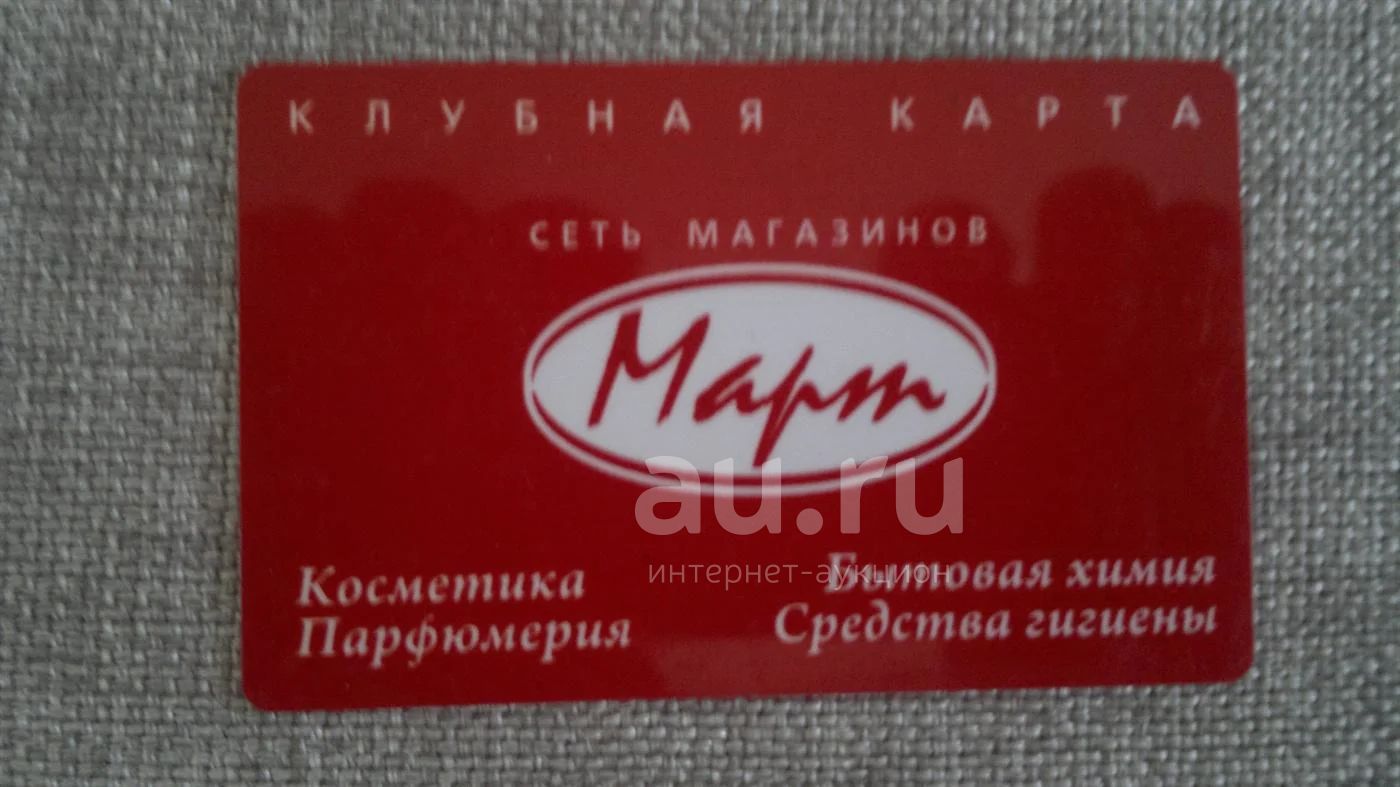 КЛУБНАЯ КАРТА
СЕТЬ МАГАЗИНОВ
Март
au.ru
интернет-аукцион
Косметика
Парфюмерия
Бытовая химия
Средства гигиены